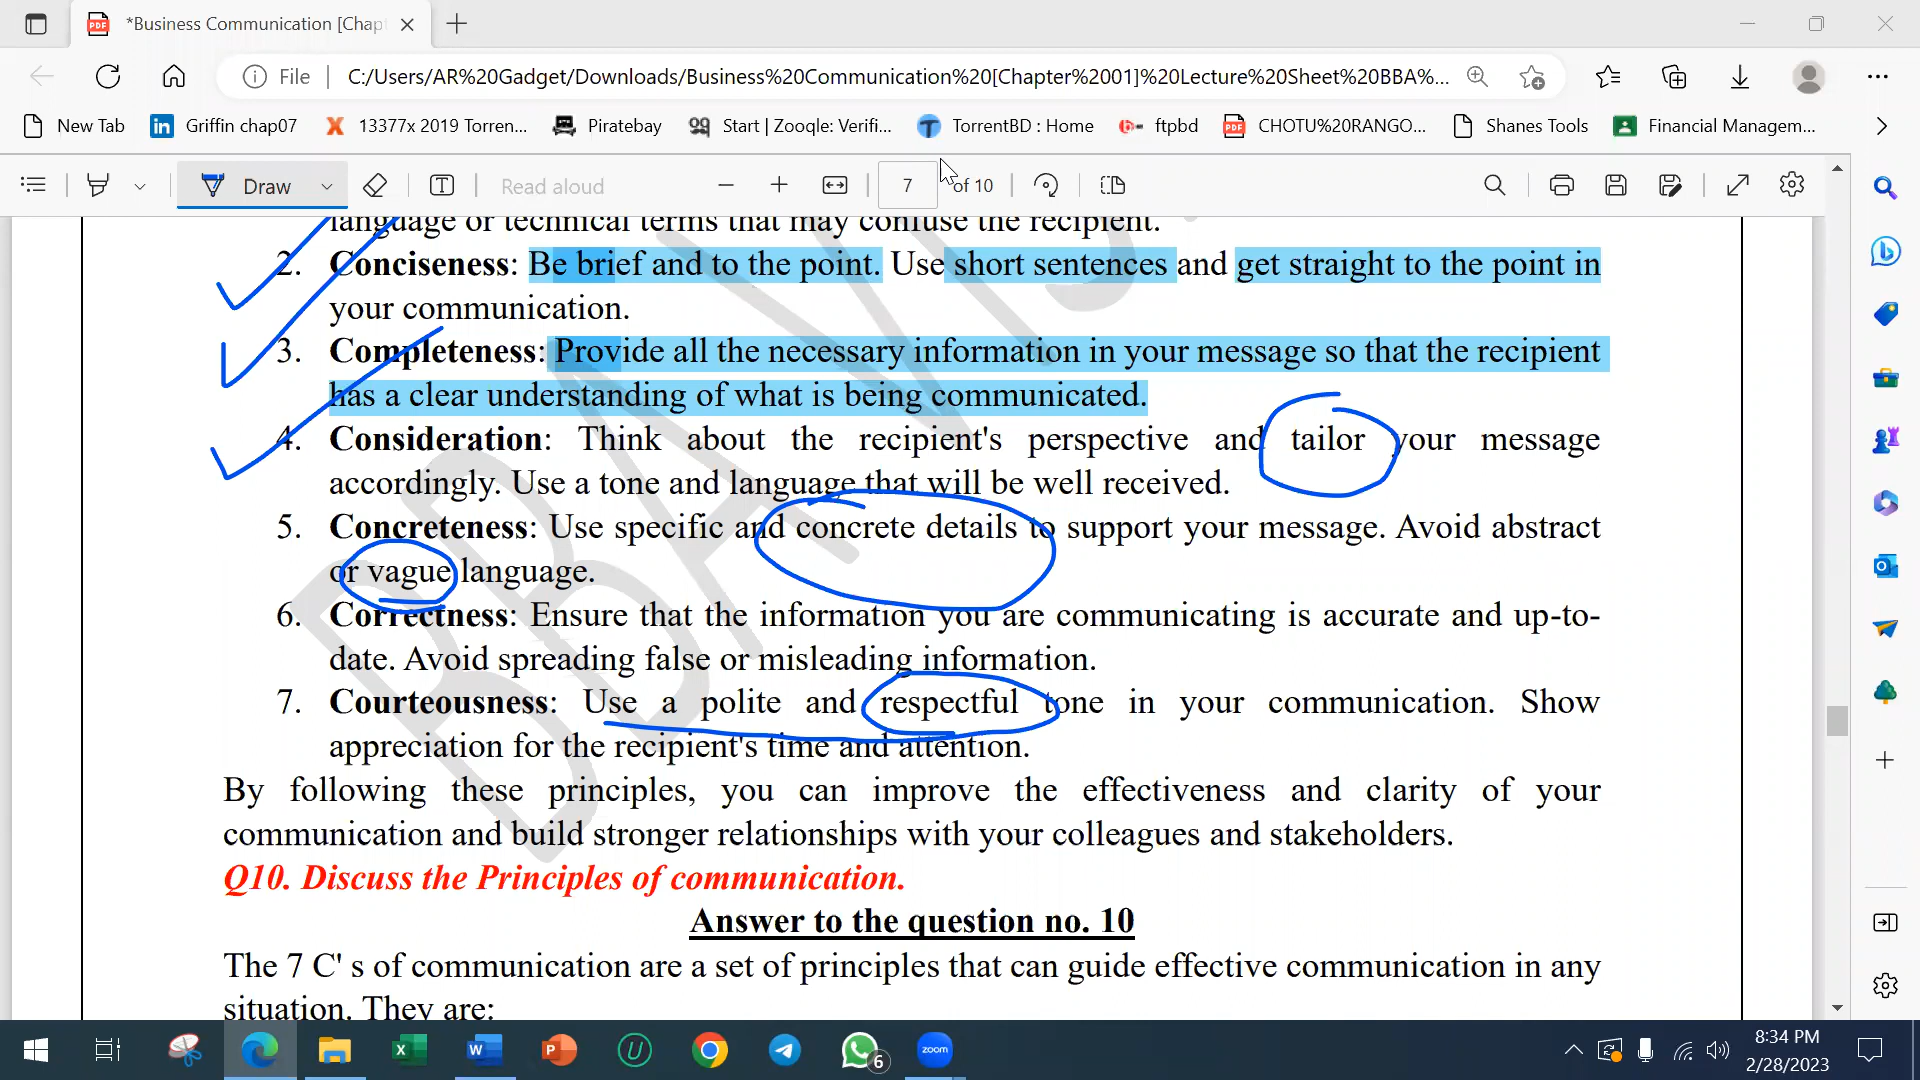 *Business Communication [Chap
File
C:/Users/AR%20Gadget/Downloads/Business%20Communication%20[Chapter%2001]%20Lecture%20Sheet%20BBA%...
New Tab
Griffin chap07
13377x 2019 Torren...
Piratebay
Start | Zooqle: Verifi...
TorrentBD : Home
ftpbd
CHOTU%20RANGO...
Shanes Tools
Financial Managem...
Draw
Read aloud
7 of 10
language or technical terms that may confuse the recipient.
2. Conciseness: Be brief and to the point. Use short sentences and get straight to the point in
your communication.
3. Completeness: Provide all the necessary information in your message so that the recipient
has a clear understanding of what is being communicated.
4. Consideration: Think about the recipient's perspective and tailor your message
accordingly. Use a tone and language that will be well received.
5. Concreteness: Use specific and concrete details to support your message. Avoid abstract
or vague language.
6. Correctness: Ensure that the information you are communicating is accurate and up-to-
date. Avoid spreading false or misleading information.
7. Courteousness: Use a polite and respectful tone in your communication. Show
appreciation for the recipient's time and attention.
By following these principles, you can improve the effectiveness and clarity of your
communication and build stronger relationships with your colleagues and stakeholders.
Q10. Discuss the Principles of communication.
Answer to the question no. 10
The 7 C' s of communication are a set of principles that can guide effective communication in any
situation. They are:
zoom
6
8:34 PM
2/28/2023